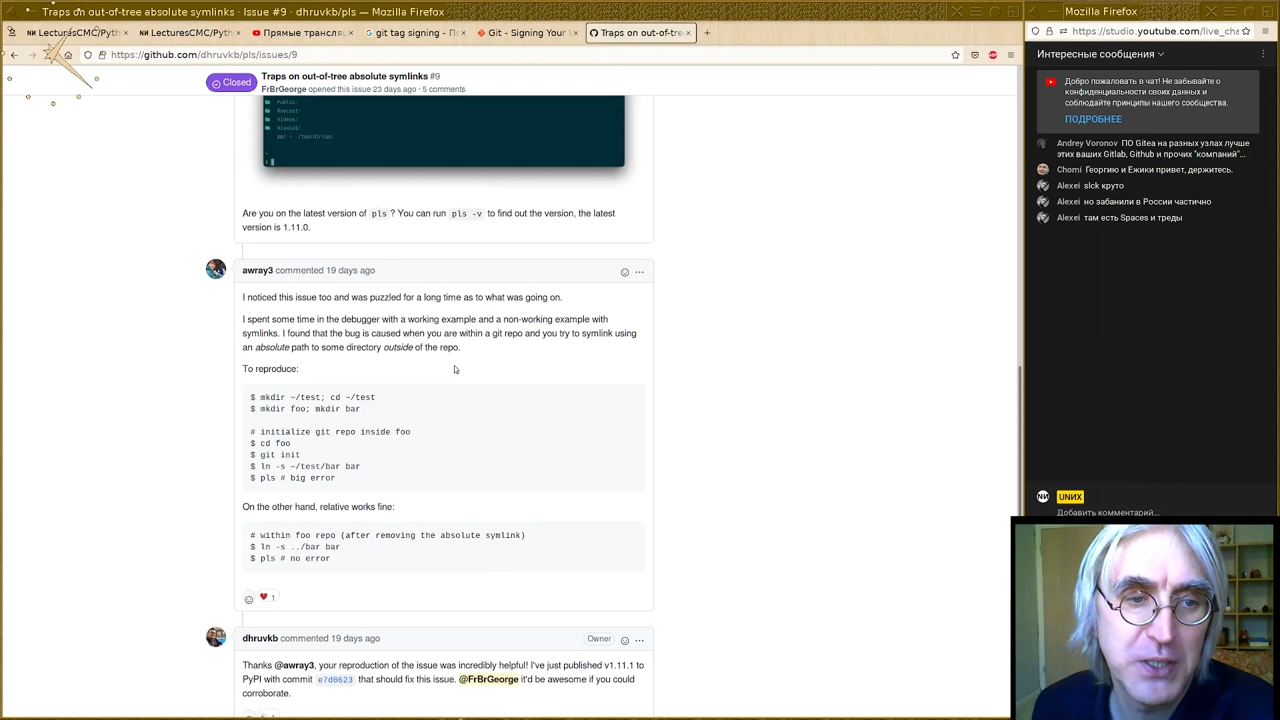 Traps on out-of-tree absolute symlinks · Issue #9 · dhruvkb/pls — Mozilla Firefox
Mozilla Firefox
LecturesCMC/Pyth
LecturesCMC/Pyth
Прямые трансля
git tag signing - П
Git - Signing Your
Traps on out-of-tre
https://github.com/dhruvkb/pls/issues/9
https://studio.youtube.com/live_cha
Closed
Traps on out-of-tree absolute symlinks #9
FrBrGeorge opened this issue 23 days ago · 5 comments
Интересные сообщения
Добро пожаловать в чат! Не забывайте о
конфиденциальности своих данных и
соблюдайте принципы нашего сообщества.
ПОДРОБНЕЕ
Andrey Voronov ПО Gitea на разных узлах лучше
этих ваших Gitlab, Github и прочих "компаний"...
Chomi Георгию и Ежики привет, держитесь.
Alexei slck круто
Alexei но забанили в России частично
Alexei там есть Spaces и треды
Public/
Videos/
Vivaldi/
Are you on the latest version of pls ? You can run pls -v to find out the version, the latest
version is 1.11.0.
awray3 commented 19 days ago
I noticed this issue too and was puzzled for a long time as to what was going on.
I spent some time in the debugger with a working example and a non-working example with
symlinks. I found that the bug is caused when you are within a git repo and you try to symlink using
an absolute path to some directory outside of the repo.
To reproduce:
$ mkdir ~/test; cd ~/test
$ mkdir foo; mkdir bar
# initialize git repo inside foo
$ cd foo
$ git init
$ ln -s ~/test/bar bar
$ pls # big error
On the other hand, relative works fine:
# within foo repo (after removing the absolute symlink)
$ ln -s ../bar bar
$ pls # no error
1
dhruvkb commented 19 days ago
Owner
Thanks @awray3, your reproduction of the issue was incredibly helpful! I've just published v1.11.1 to
PyPI with commit e7d0623 that should fix this issue. @FrBrGeorge it'd be awesome if you could
corroborate.
UNИX
Добавить комментарий...